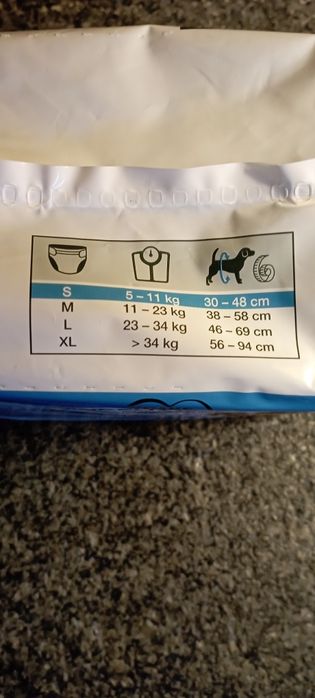 S 5 – 11 kg 30 – 48 cm
M 11 – 23 kg 38 – 58 cm
L 23 – 34 kg 46 – 69 cm
XL > 34 kg 56 – 94 cm